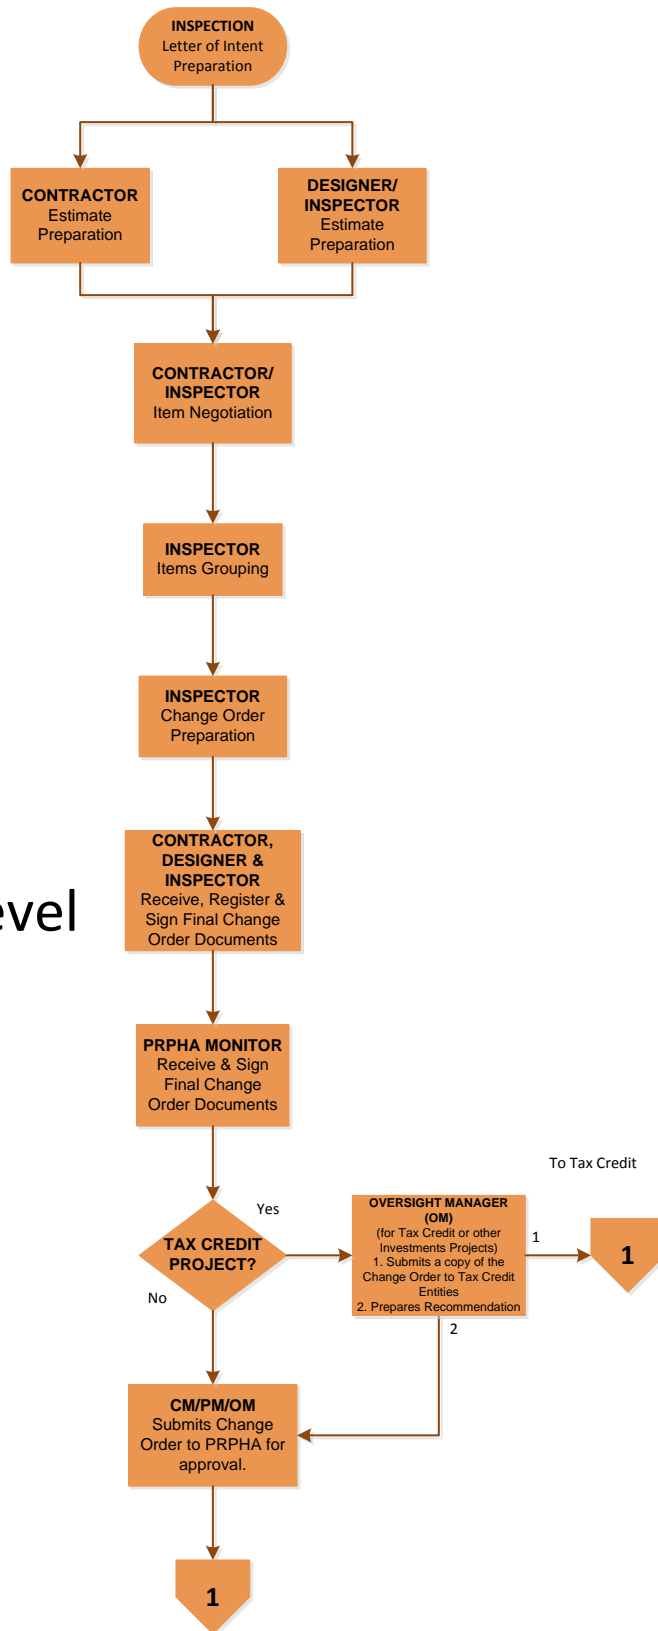 INSPECTION
Letter of Intent
Preparation
CONTRACTOR
Estimate
Preparation
DESIGNER/
INSPECTOR
Estimate
Preparation
CONTRACTOR/
INSPECTOR
Item Negotiation
INSPECTOR
Items Grouping
INSPECTOR
Change Order
Preparation
CONTRACTOR,
DESIGNER &
INSPECTOR
Receive, Register &
Sign Final Change
Order Documents
evel
PRPHA MONITOR
Receive & Sign
Final Change
Order Documents
To Tax Credit
Yes
TAX CREDIT
PROJECT?
No
OVERSIGHT MANAGER
(OM)
(for Tax Credit or other
Investments Projects)
1. Submits a copy of the
Change Order to Tax Credit
Entities
2. Prepares Recommendation
1
1
2
CM/PM/OM
Submits Change
Order to PRPHA for
approval.
1